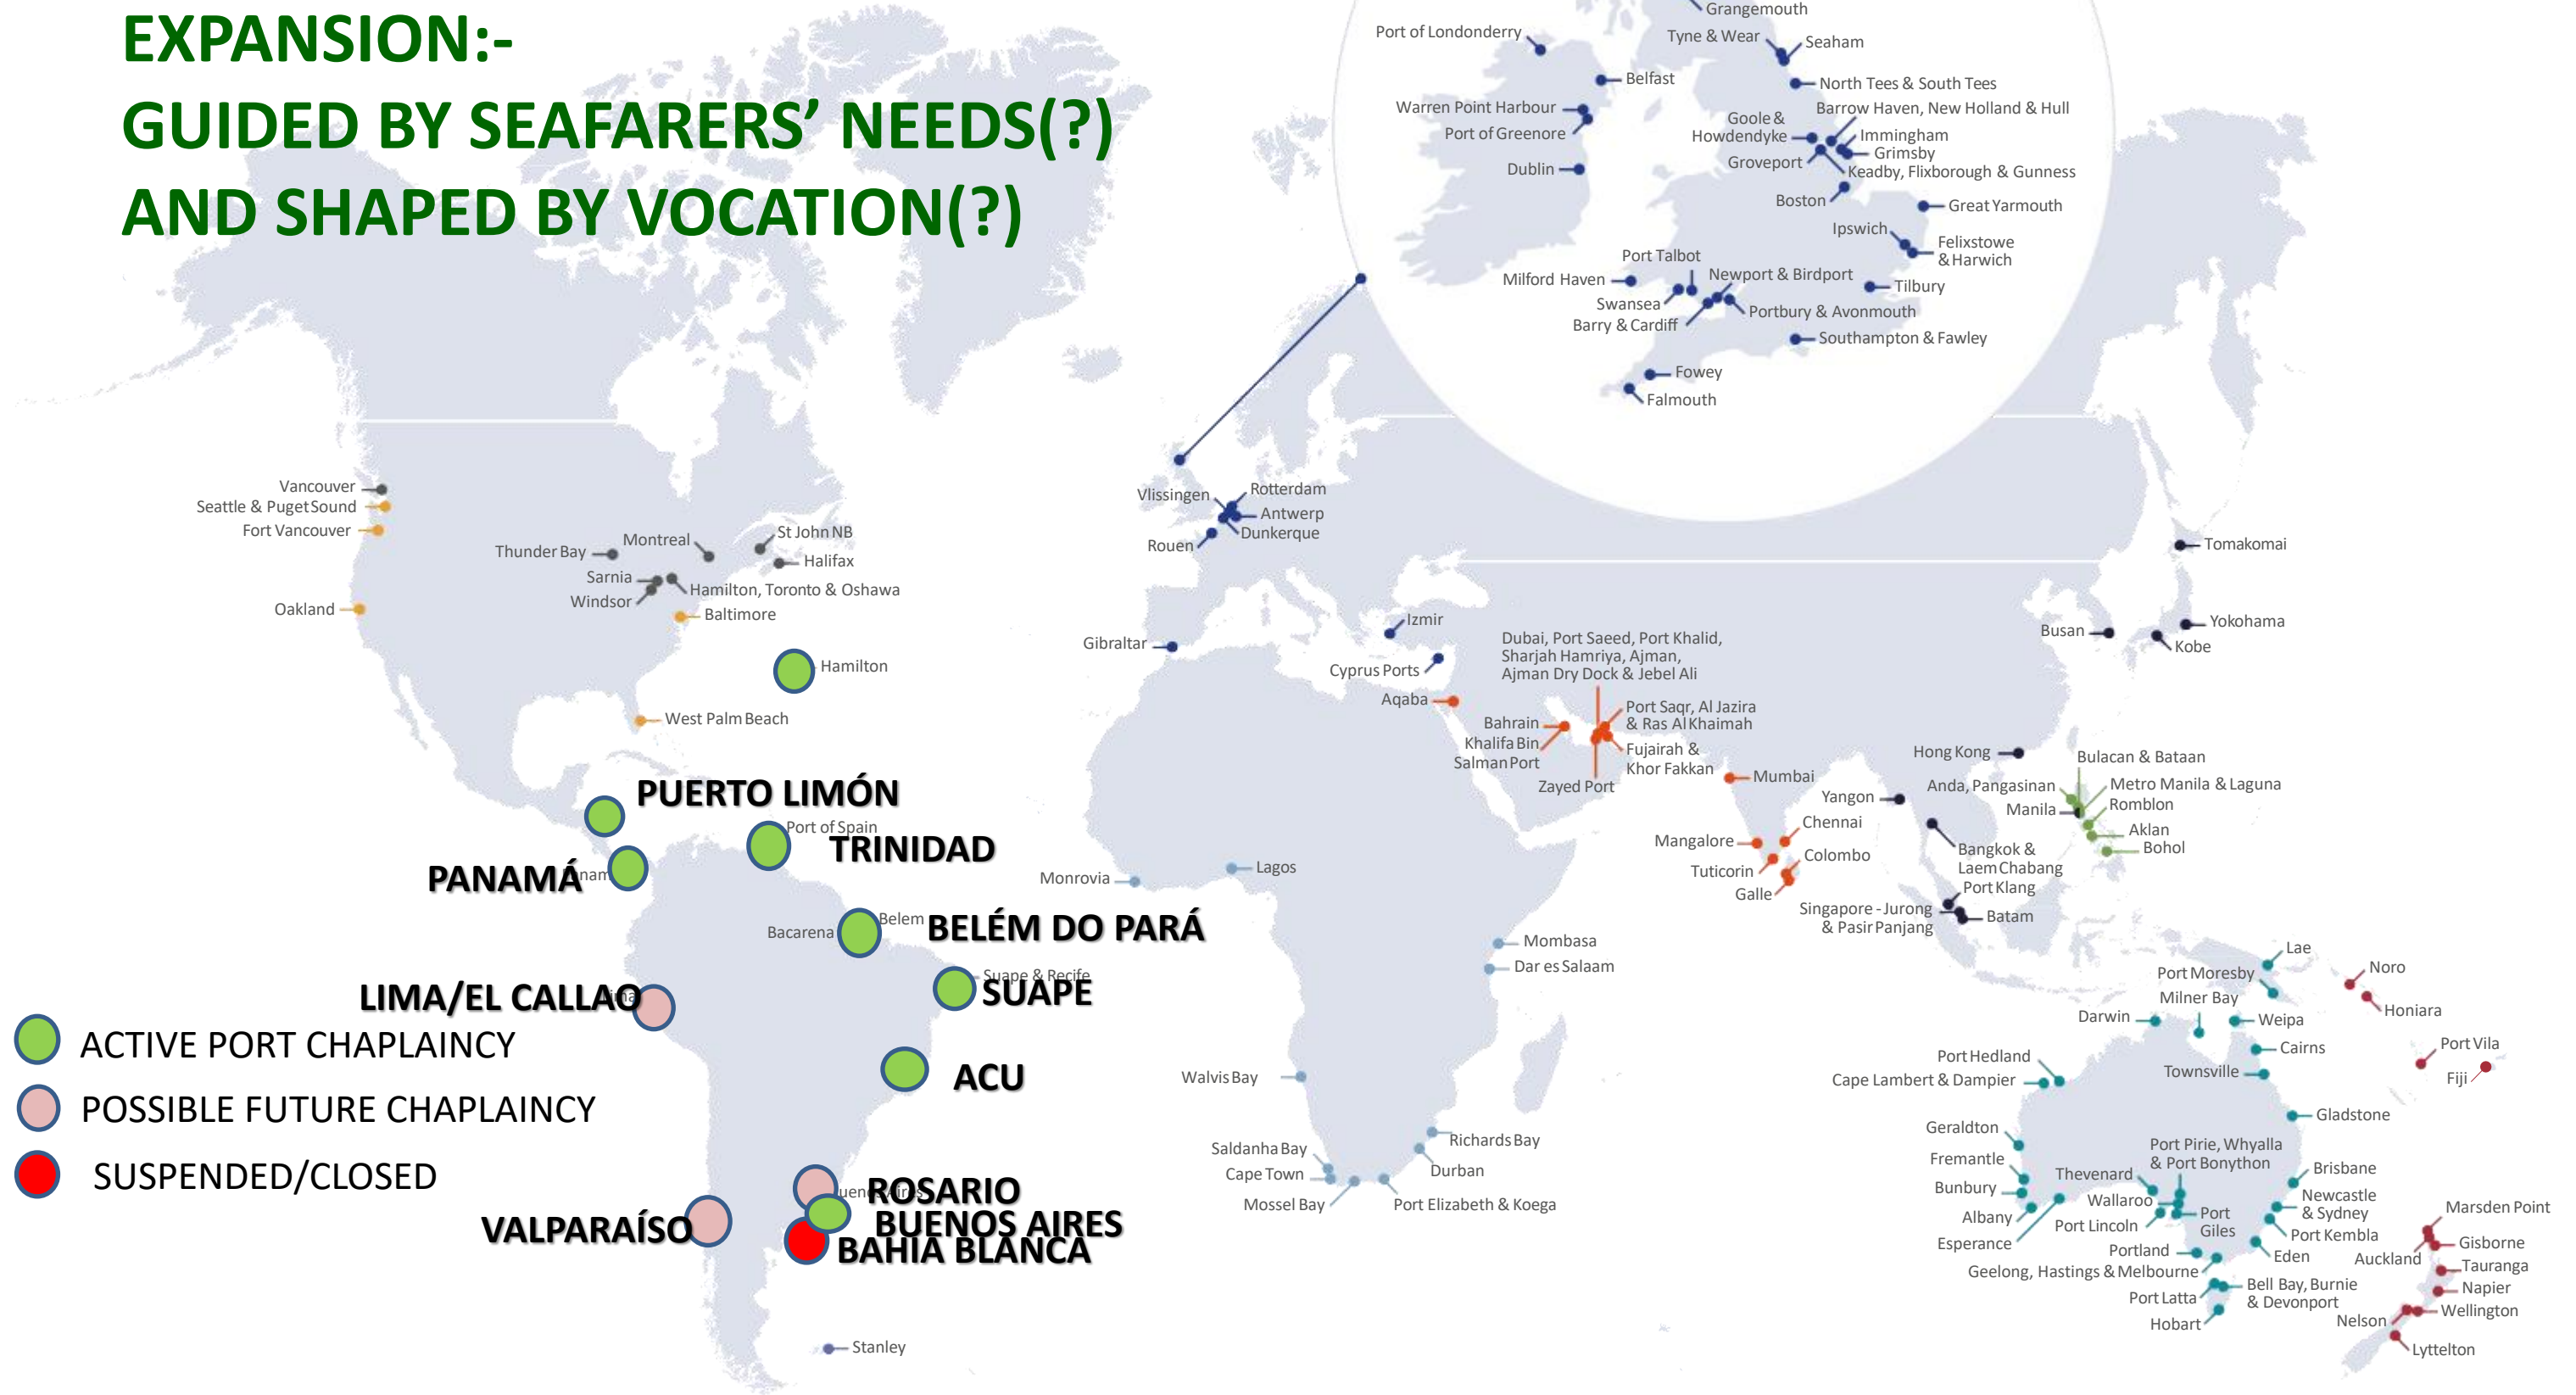 EXPANSION:-
GUIDED BY SEAFARERS’ NEEDS(?)
AND SHAPED BY VOCATION(?)
Grangemouth
Port of Londonderry
Tyne & Wear
Seaham
Belfast
North Tees & South Tees
Warren Point Harbour
Barrow Haven, New Holland & Hull
Port of Greenore
Goole &
Howdendyke
Immingham
Grimsby
Groveport
Keadby, Flixborough & Gunness
Dublin
Boston
Great Yarmouth
Ipswich
Felixstowe
& Harwich
Port Talbot
Milford Haven
Newport & Birdport
Tilbury
Swansea
Portbury & Avonmouth
Barry & Cardiff
Southampton & Fawley
Fowey
Falmouth
Vancouver
Seattle & Puget Sound
Fort Vancouver
Thunder Bay
Montreal
St John NB
Halifax
Sarnia
Hamilton, Toronto & Oshawa
Windsor
Oakland
Baltimore
Hamilton
West Palm Beach
Vlissingen
Rotterdam
Antwerp
Dunkerque
Rouen
Gibraltar
Izmir
Cyprus Ports
Aqaba
Dubai, Port Saeed, Port Khalid,
Sharjah Hamriya, Ajman,
Ajman Dry Dock & Jebel Ali
Bahrain
Khalifa Bin
Salman Port
Port Saqr, Al Jazira
& Ras Al Khaimah
Fujairah &
Khor Fakkan
Zayed Port
Mumbai
Mangalore
Chennai
Tuticorin
Colombo
Galle
Tomakomai
Yokohama
Busan
Kobe
Hong Kong
Yangon
Bulacan & Bataan
Anda, Pangasinan
Metro Manila & Laguna
Manila
Romblon
Aklan
Bohol
Bangkok &
Laem Chabang
Port Klang
Singapore - Jurong
& Pasir Panjang
Batam
PUERTO LIMÓN
Port of Spain
TRINIDAD
PANAMÁ
Belem
Bacarena
BELÉM DO PARÁ
Suape & Recife
SUAPE
LIMA/EL CALLAO
ACU
ROSARIO
BUENOS AIRES
BAHIA BLANCA
VALPARAÍSO
Stanley
ACTIVE PORT CHAPLAINCY
POSSIBLE FUTURE CHAPLAINCY
SUSPENDED/CLOSED
Monrovia
Lagos
Mombasa
Dar es Salaam
Walvis Bay
Saldanha Bay
Cape Town
Mossel Bay
Richards Bay
Durban
Port Elizabeth & Koega
Lae
Port Moresby
Milner Bay
Noro
Honiara
Darwin
Weipa
Cairns
Port Vila
Fiji
Port Hedland
Cape Lambert & Dampier
Townsville
Gladstone
Geraldton
Fremantle
Bunbury
Albany
Esperance
Port Pirie, Whyalla
& Port Bonython
Thevenard
Wallaroo
Port Lincoln
Port
Giles
Brisbane
Newcastle
& Sydney
Port Kembla
Eden
Portland
Geelong, Hastings & Melbourne
Port Latta
Bell Bay, Burnie
& Devonport
Hobart
Marsden Point
Auckland
Gisborne
Tauranga
Napier
Wellington
Nelson
Lyttelton